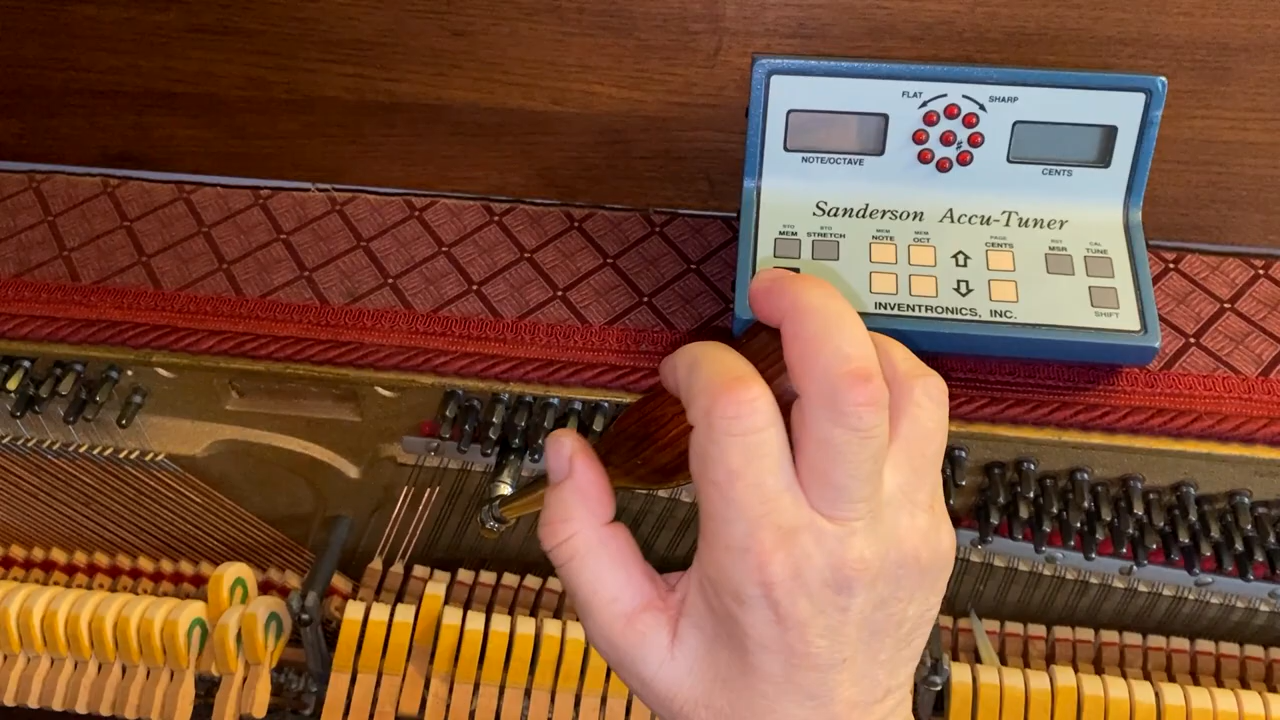 FLAT SHARP
NOTE/OCTAVE CENTS
Sanderson Accu-Tuner
STO STO MEM MEM PAGE RST CAL
MEM STRETCH NOTE OCT CENTS MSR TUNE
SHIFT
INVENTRONICS, INC.